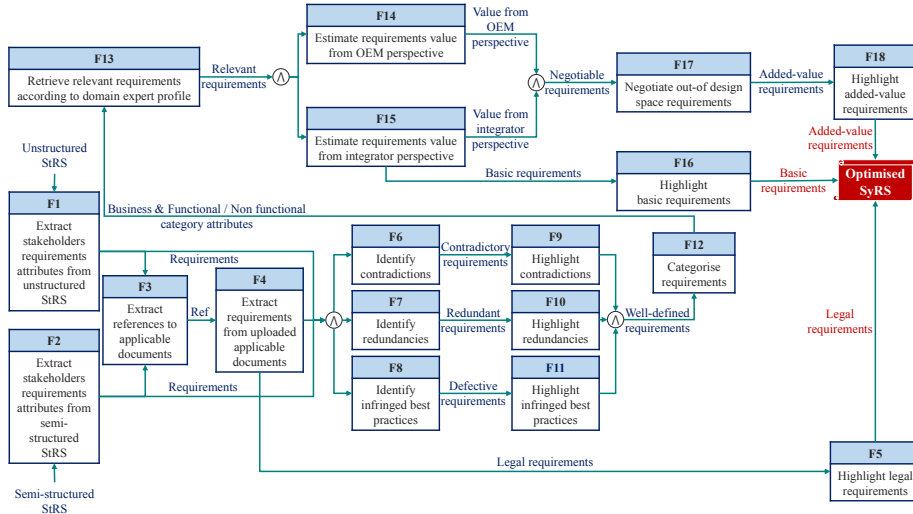 F13
Retrieve relevant requirements
according to domain expert profile
Relevant
requirements
Λ
F14
Estimate requirements value
from OEM perspective
Value from
OEM
perspective
F15
Estimate requirements value
from integrator perspective
Value from
integrator
perspective
Λ
Negotiable
requirements
F17
Negotiate out-of design
space requirements
Added-value
requirements
F18
Highlight
added-value
requirements
Added-value
requirements
Basic requirements
F16
Highlight
basic requirements
Basic
requirements
Optimised
SyRS
Unstructured
StRS
F1
Extract
stakeholders
requirements
attributes from
unstructured
StRS
Business & Functional / Non functional
category attributes
Requirements
F2
Extract
stakeholders
requirements
attributes from
semi-
structured
StRS
Requirements
Semi-structured
StRS
F3
Extract
references to
applicable
documents
Ref
F4
Extract
requirements
from uploaded
applicable
documents
Λ
F6
Identify
contradictions
Contradictory
requirements
F9
Highlight
contradictions
F7
Identify
redundancies
Redundant
requirements
F10
Highlight
redundancies
F8
Identify
infringed best
practices
Defective
requirements
F11
Highlight
infringed best
practices
Λ
Well-defined
requirements
F12
Categorise
requirements
Legal requirements
F5
Highlight legal
requirements
Legal
requirements